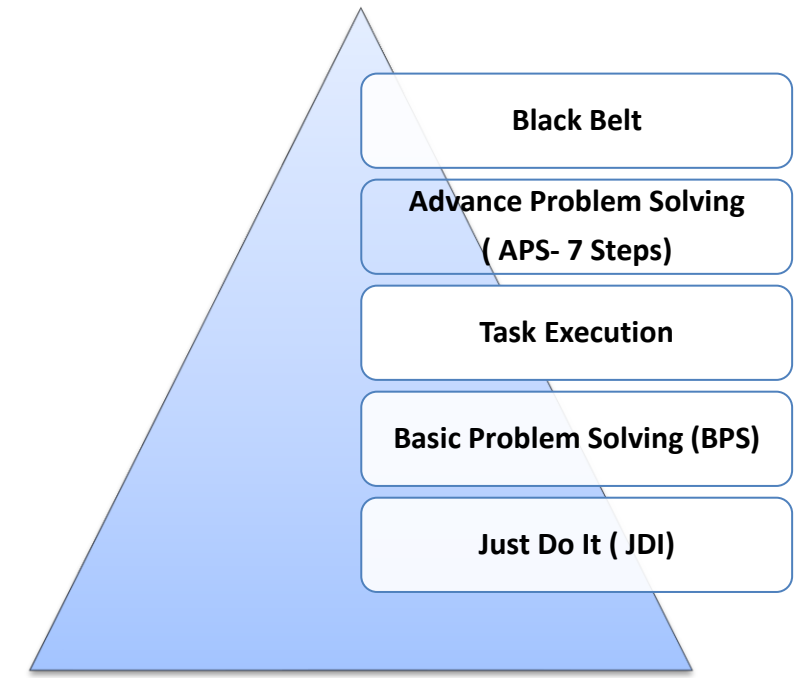 Black Belt
Advance Problem Solving
( APS- 7 Steps)
Task Execution
Basic Problem Solving (BPS)
Just Do It ( JDI)